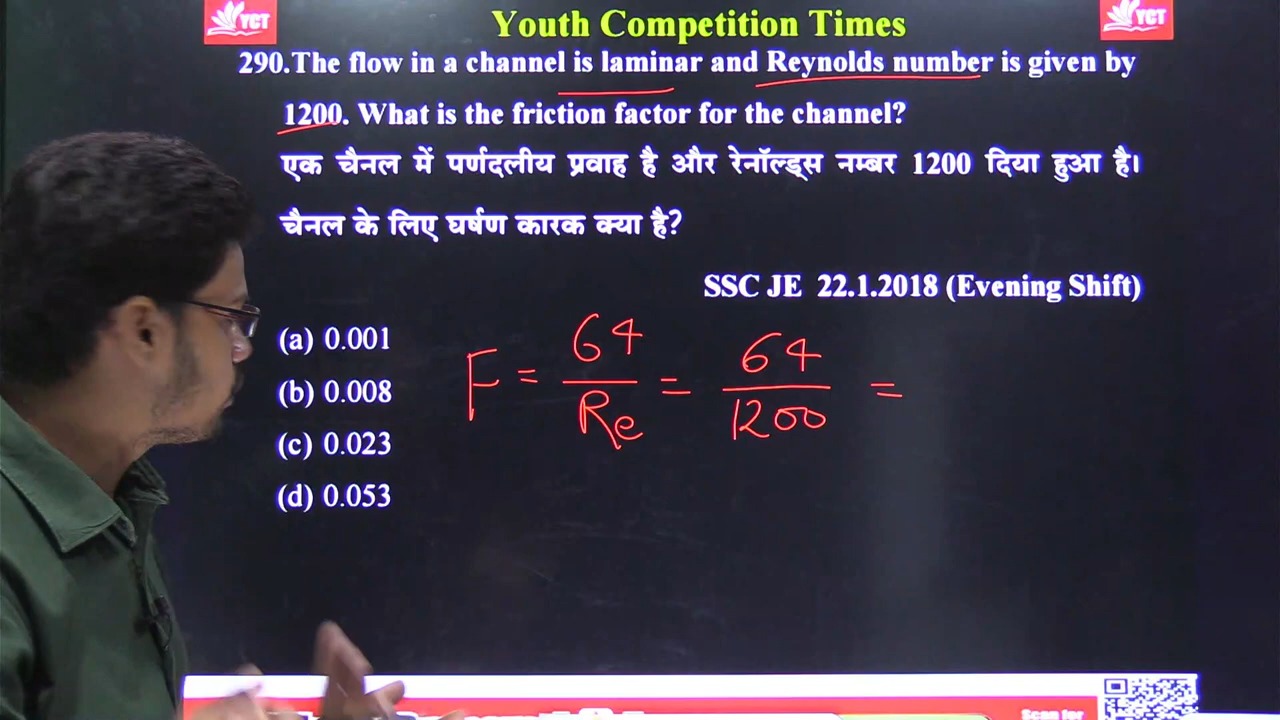 YCT
Youth Competition Times
YCT
290.The flow in a channel is laminar and Reynolds number is given by
1200. What is the friction factor for the channel?
एक चैनल में पर्णदलीय प्रवाह है और रेनॉल्ड्स नम्बर 1200 दिया हुआ है।
चैनल के लिए घर्षण कारक क्या है?
SSC JE 22.1.2018 (Evening Shift)
(a) 0.001
(b) 0.008
(c) 0.023
(d) 0.053
F = 64/Re = 64/1200 =
Scan for